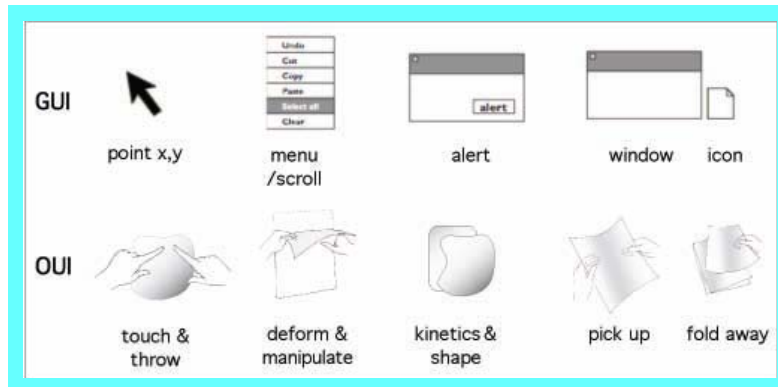 GUI
Undo
Cut
Copy
Paste
Select all
Clear
alert
point x,y
menu
/scroll
alert
window
icon
OUI
touch &
throw
deform &
manipulate
kinetics &
shape
pick up
fold away